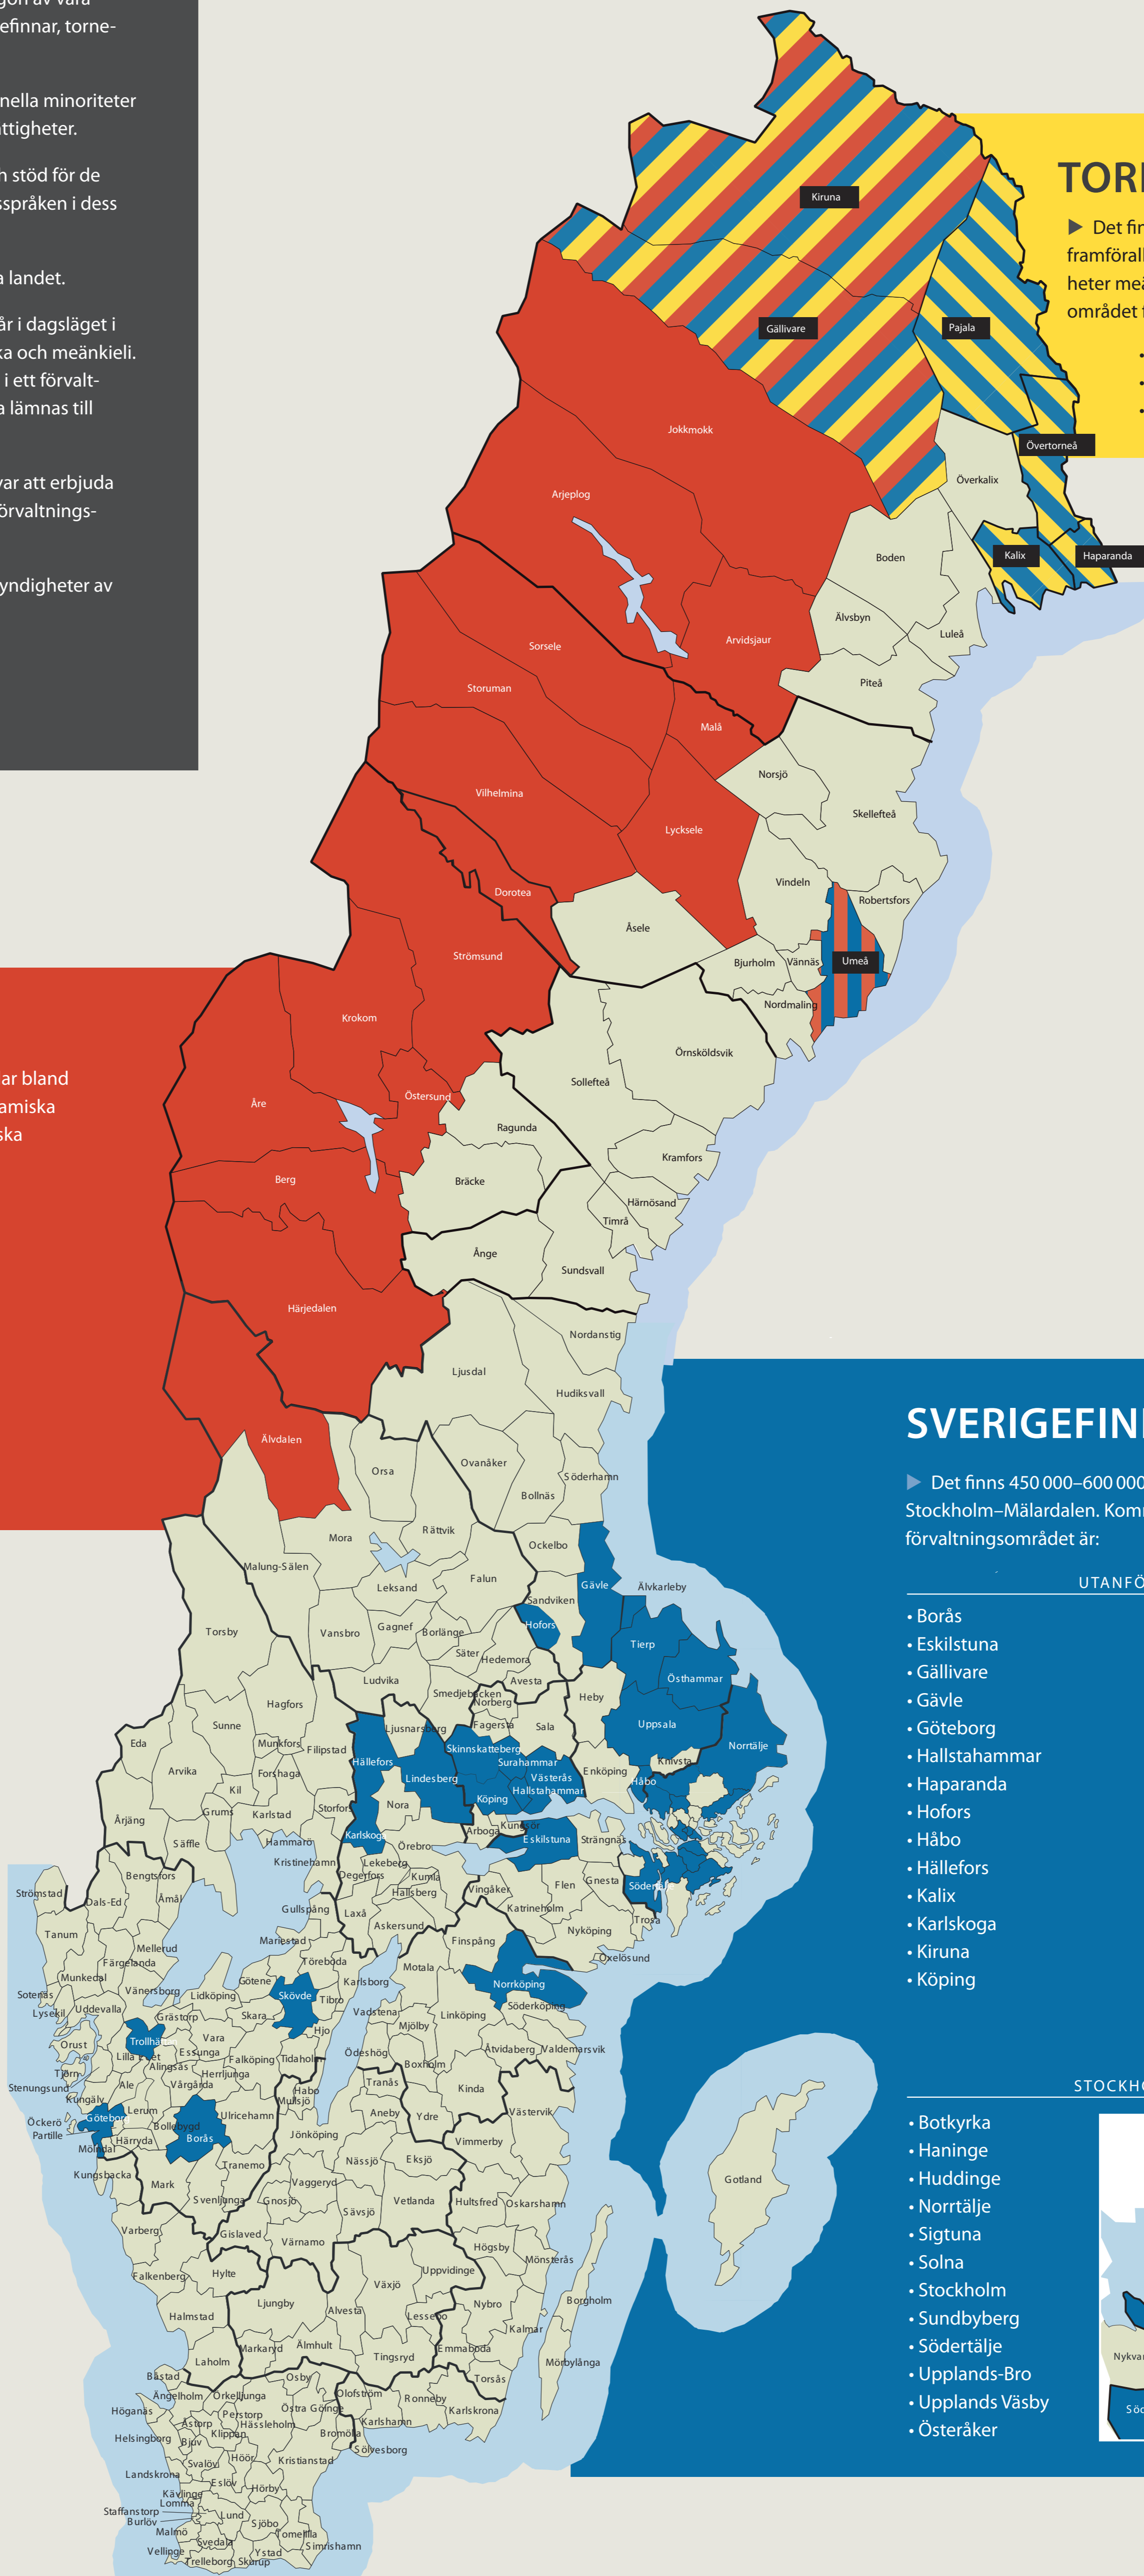 efinnar, torne-
nella minoriteter
ttigheter.
h stöd för de
sspråken i dess
a landet.
år i dagsläget i
ka och meänkieli.
i ett förvalt-
a lämnas till
var att erbjuda
örvaltnings-
yndigheter av
TOR
Det fin
framförall
heter meä
området f
Kiruna
Gällivare
Pajala
Jokkmokk
Övertorneå
Överkalix
Arjeplog
Boden
Kalix
Haparanda
Älvsbyn
Luleå
Arvidsjaur
Sorsele
Piteå
Storuman
Malå
Norsjö
Vilhelmina
Skellefteå
Lycksele
Vindeln
Dorotea
Robertsfors
Åsele
Strömsund
Bjurholm
Vännäs
Umeå
Nordmaling
Krokom
Örnsköldsvik
ar bland
amiska
ska
Sollefteå
Östersund
Åre
Ragunda
Kramfors
Berg
Bräcke
Härnösand
Timrå
Ånge
Sundsvall
Härjedalen
Nordanstig
Ljusdal
Hudiksvall
SVERIGEFIN
Det finns 450 000–600 000
Stockholm–Mälardalen. Kom
förvaltningsområdet är:
UTANFÖ
• Borås
• Eskilstuna
• Gällivare
• Gävle
• Göteborg
• Hallstahammar
• Haparanda
• Hofors
• Håbo
• Hällefors
• Kalix
• Karlskoga
• Kiruna
• Köping
Älvdalen
Orsa
Ovanåker
Söderhamn
Bollnäs
Mora
Rättvik
Ockelbo
Malung-Sälen
Leksand
Falun
Gävle
Älvkarleby
Sandviken
Torsby
Vansbro
Gagnef
Borlänge
Hofors
Tierp
Säter
Hedemora
Ludvika
Avesta
Östhammar
Smedjebacken
Norberg
Heby
Hagfors
Sunne
Ljusnarsberg
Fagersta
Sala
Uppsala
Eda
Munkfors
Filipstad
Skinnskatteberg
Norrtälje
Arvika
Forshaga
Hällefors
Surahammar
Knivsta
Lindesberg
Västerås
Enköping
Håbo
Kil
Hallstahammar
Köping
Grums
Karlstad
Storfors
Nora
Årjäng
Säffle
Hammarö
Karlskoga
Arboga
Kungsör
Eskilstuna
Strängnäs
Örebro
Kristinehamn
Lekeberg
Degerfors
Kumla
Bengtsfors
Strömstad
Dals-Ed
Åmål
Hallsberg
Vingåker
Flen
Gnesta
Södertälje
Gullspång
Laxå
Katrineholm
Trosa
Askersund
Tanum
Mariestad
Finspång
Nyköping
Mellerud
Oxelösund
Färgelanda
Töreboda
Motala
Munkedal
Götene
Karlsborg
Norrköping
Sotenäs
Vänersborg
Lidköping
Skövde
Tibro
Lysekil
Uddevalla
Grästorp
Skara
Vadstena
Linköping
Söderköping
Mjölby
Hjo
Trollhättan
Vara
Orust
Essunga
Falköping
Tidaholm
Ödeshög
Åtvidaberg
Valdemarsvik
Lilla Edet
Alingsås
Boxholm
Tjörn
Herrljunga
Stenungsund
Ale
Vårgårda
Habo
Tranås
Kinda
Kungälv
Mullsjö
Lerum
Ulricehamn
Aneby
Ydre
Västervik
Öckerö
Göteborg
Bollebygd
Partille
Borås
Jönköping
Vimmerby
Mölndal
Härryda
Tranemo
Nässjö
Eksjö
Kungsbacka
Mark
Vaggeryd
Svenljunga
Gnosjö
Vetlanda
Hultsfred
Oskarshamn
Sävsjö
Varberg
Gislaved
Värnamo
Högsby
Mönsterås
Falkenberg
Hylte
Uppvidinge
Växjö
Ljungby
Alvesta
Lessebo
Nybro
Borgholm
Halmstad
Kalmar
Markaryd
Älmhult
Emmaboda
Laholm
Tingsryd
Mörbylånga
Båstad
Osby
Torsås
Ängelholm
Örkelljunga
Olofström
Ronneby
Höganäs
Perstorp
Östra Göinge
Karlskrona
Åstorp
Hässleholm
Karlshamn
Helsingborg
Klippan
Bromölla
Bjuv
Sölvesborg
Svalöv
Höör
Kristianstad
Landskrona
Eslöv
Hörby
Kävlinge
Lomma
Staffanstorp
Lund
Burlöv
Sjöbo
Malmö
Tomelilla
Svedala
Simrishamn
Vellinge
Ystad
Trelleborg
Skurup
Gotland
STOCKHO
• Botkyrka
• Haninge
• Huddinge
• Norrtälje
• Sigtuna
• Solna
• Stockholm
• Sundbyberg
• Södertälje
• Upplands-Bro
• Upplands Väsby
• Österåker
Nykvar
Söd